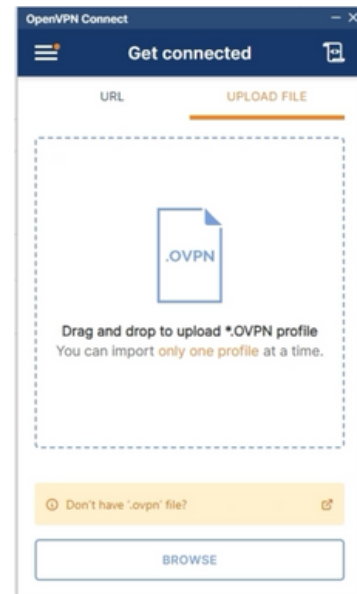 OpenVPN Connect
Get connected
URL
UPLOAD FILE
.OVPN
Drag and drop to upload *.OVPN profile
You can import only one profile at a time.
Don't have '.ovpn' file?
BROWSE